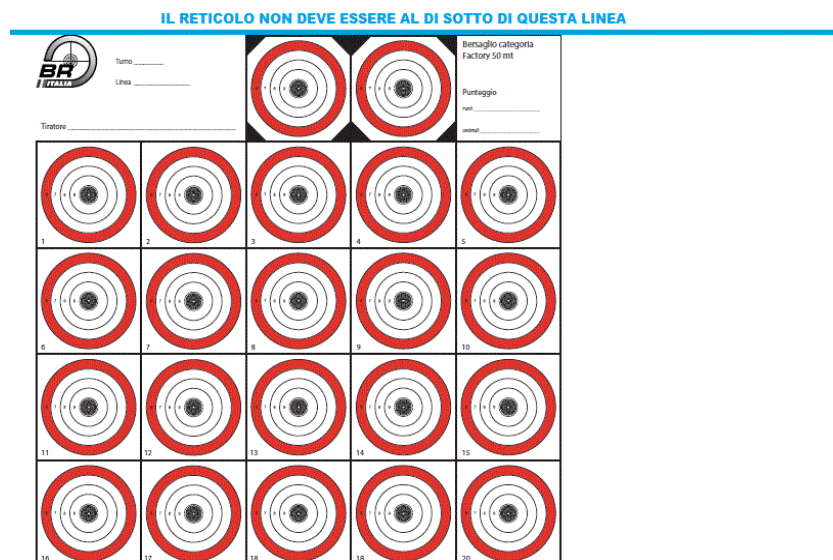 IL RETICOLO NON DEVE ESSERE AL DI SOTTO DI QUESTA LINEA
BR
ITALIA
Turno
Linea
Tiratore
Bersaglio categoria
Factory 50 mt
Punteggio
1 2 3 4 5
6 7 8 9 10
11 12 13 14 15
16 17 18 18 20